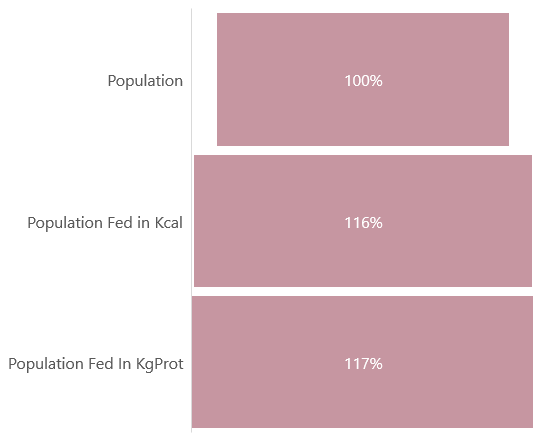 Population
100%
Population Fed in Kcal
116%
Population Fed In KgProt
117%